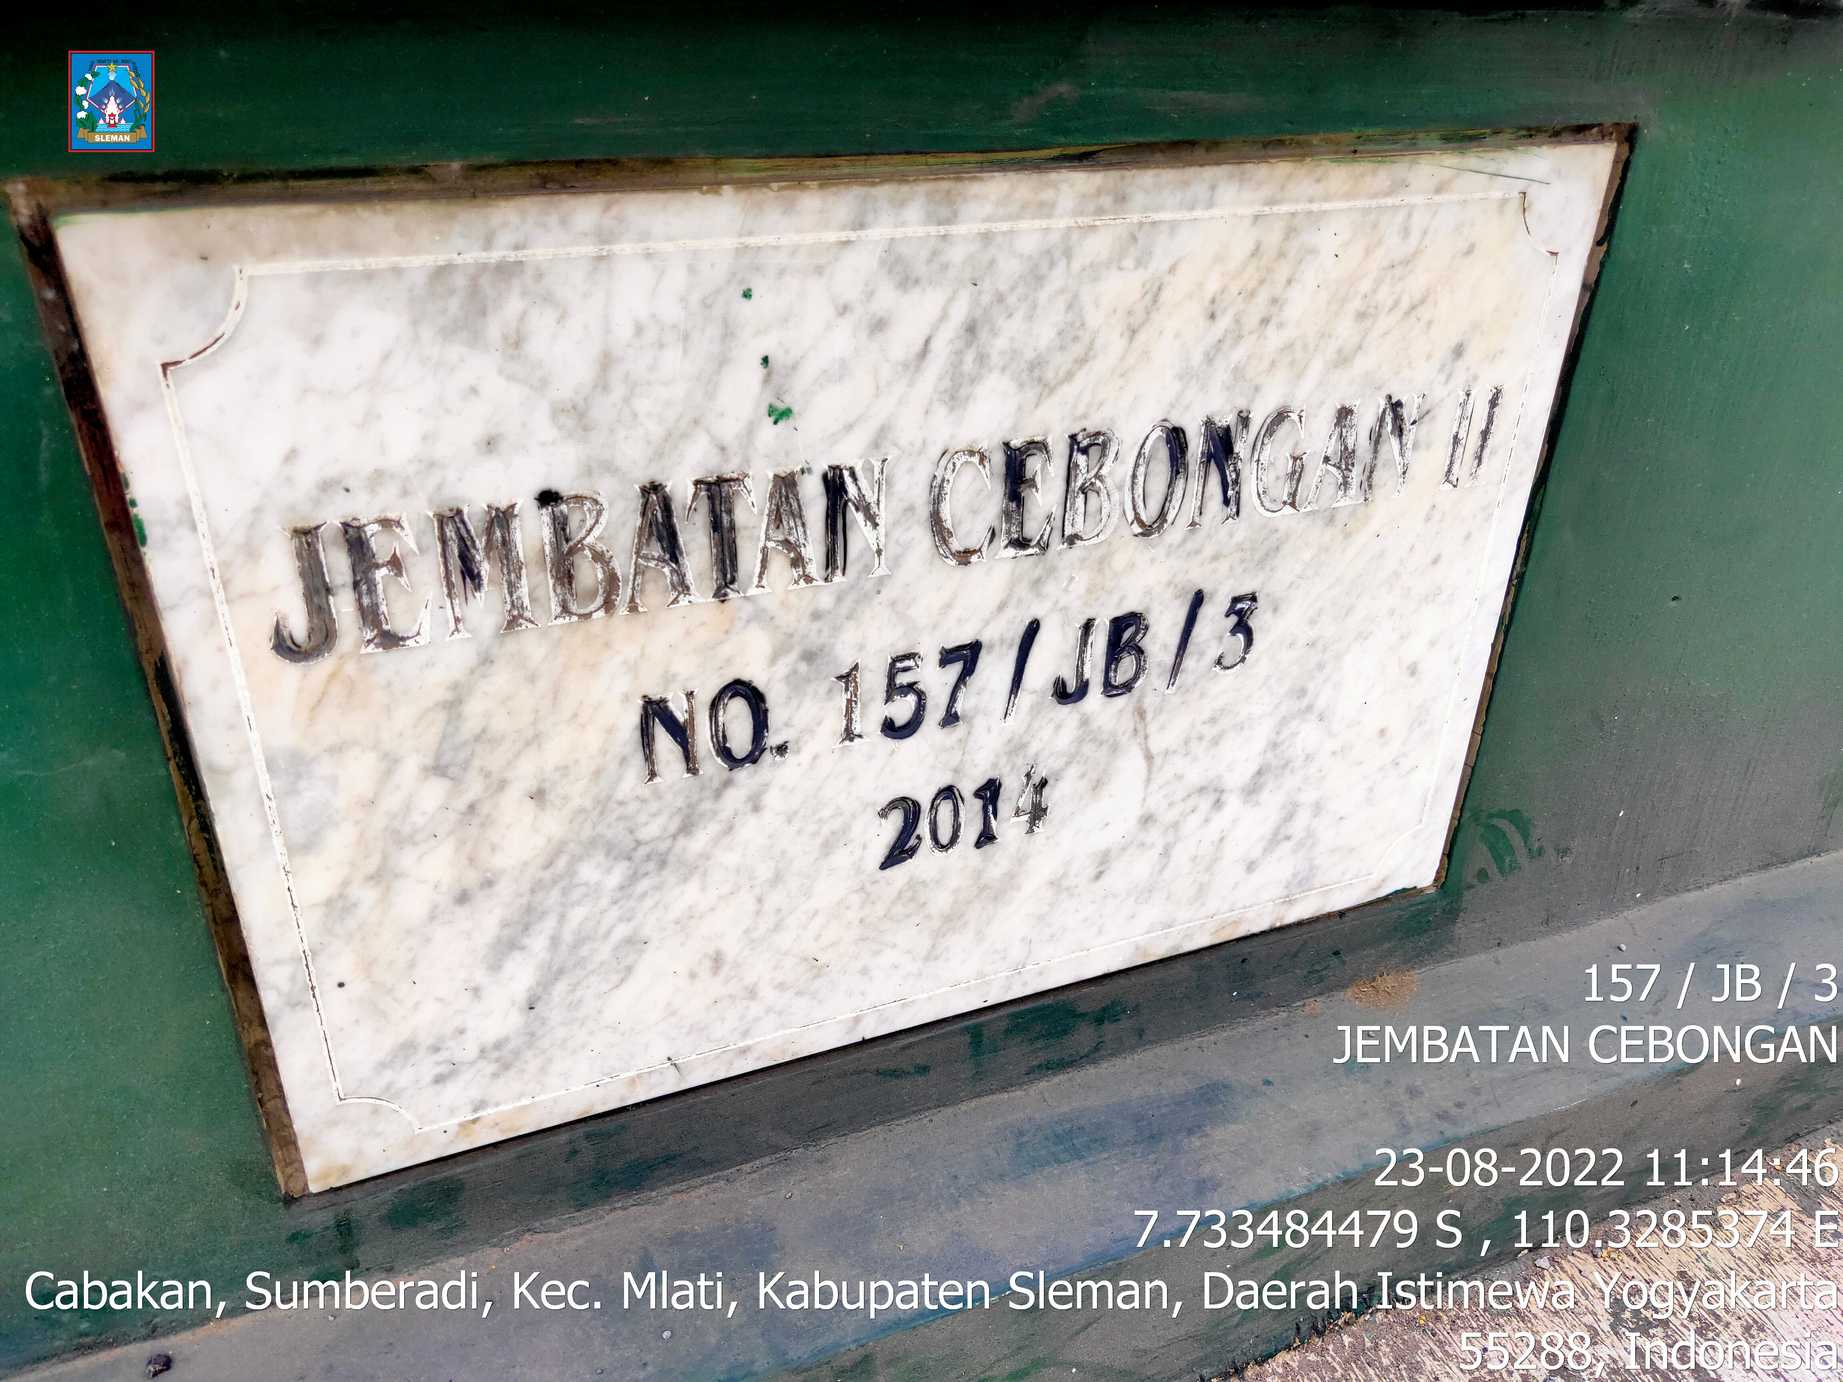 SLEMAN
JEMBATAN CEBONGAN II
NO. 157 / JB / 3
2014
157 / JB / 3
JEMBATAN CEBONGAN
23-08-2022 11:14:46
7.733484479 S , 110.3285374 E
Cabakan, Sumberadi, Kec. Mlati, Kabupaten Sleman, Daerah Istimewa Yogyakarta
55288, Indonesia